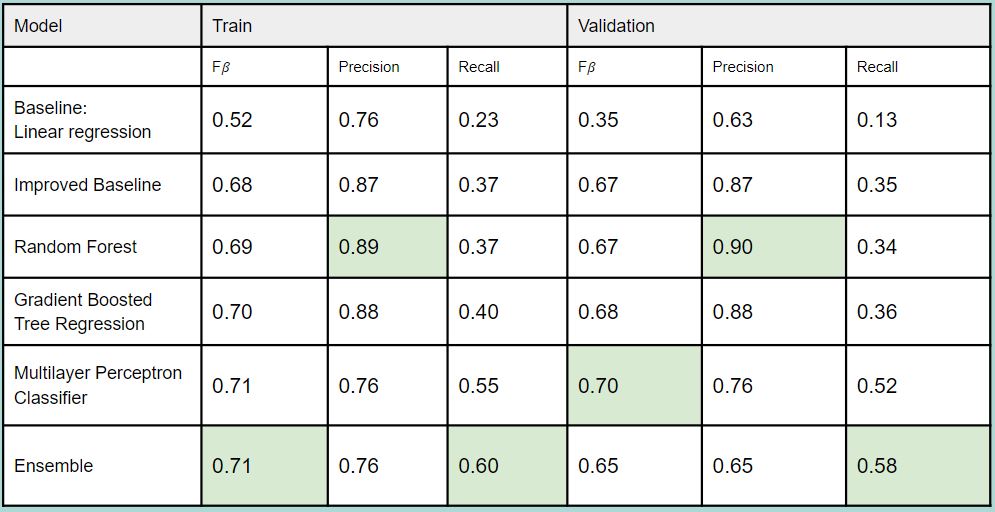 Model Train Validation
Fβ Precision Recall Fβ Precision Recall
Baseline:
Linear regression 0.52 0.76 0.23 0.35 0.63 0.13
Improved Baseline 0.68 0.87 0.37 0.67 0.87 0.35
Random Forest 0.69 0.89 0.37 0.67 0.90 0.34
Gradient Boosted
Tree Regression 0.70 0.88 0.40 0.68 0.88 0.36
Multilayer Perceptron
Classifier 0.71 0.76 0.55 0.70 0.76 0.52
Ensemble 0.71 0.76 0.60 0.65 0.65 0.58